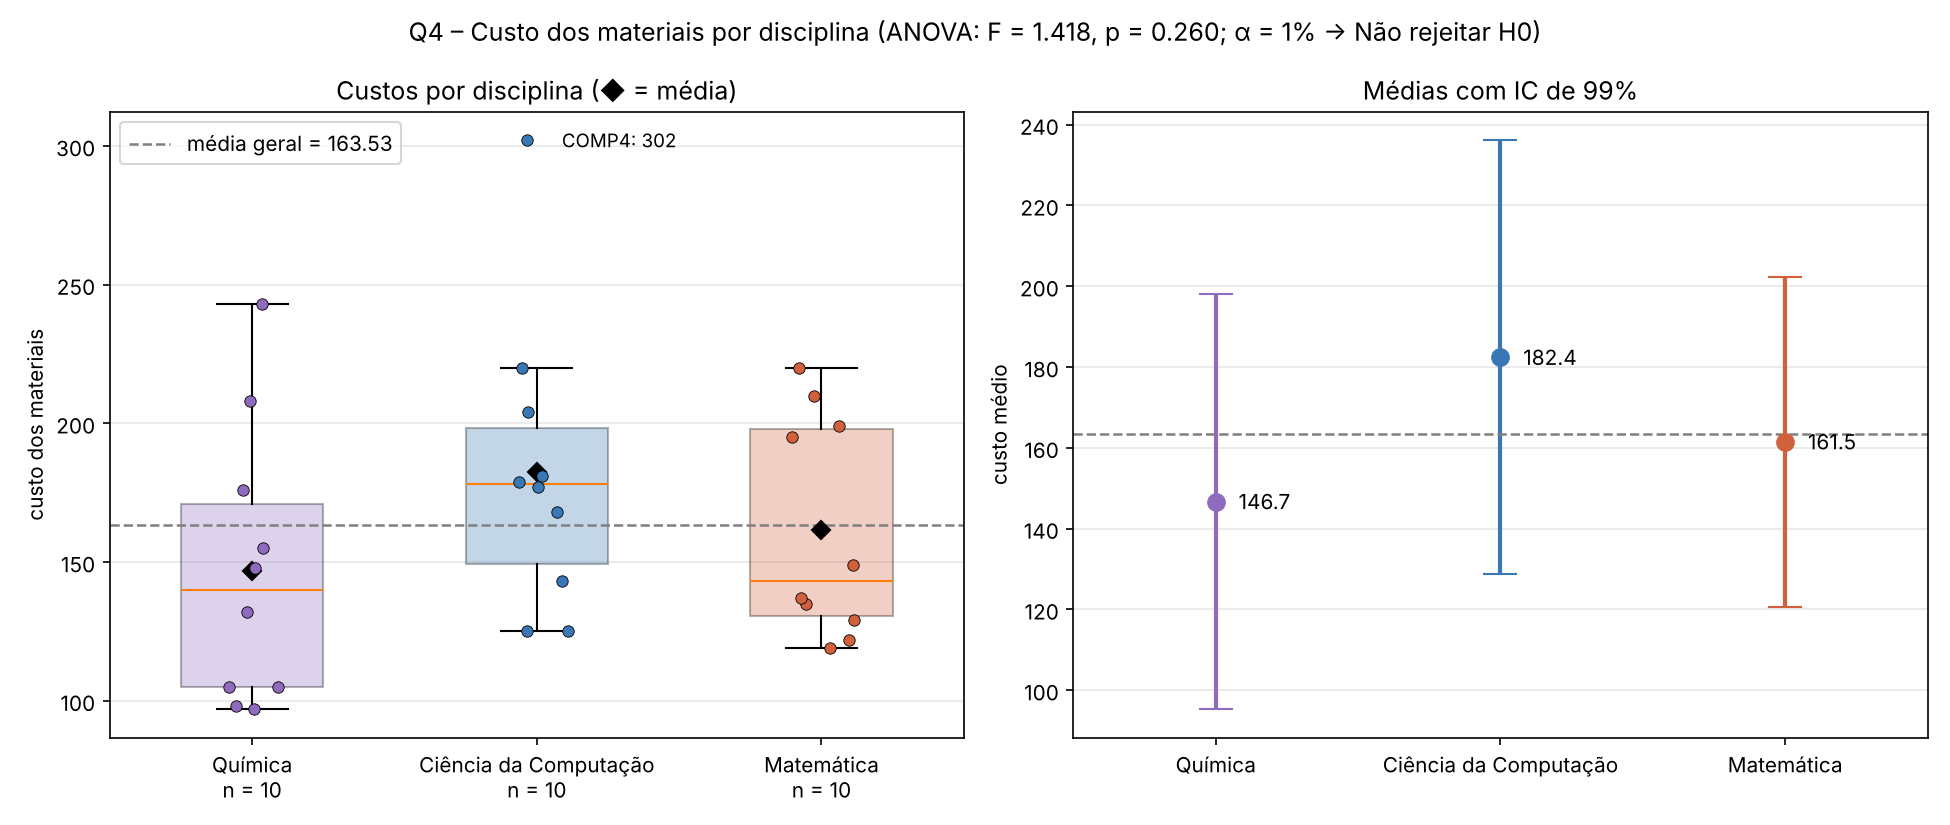 Q4 – Custo dos materiais por disciplina (ANOVA: F = 1.418, p = 0.260; α = 1% → Não rejeitar H0)
Custos por disciplina (◆ = média)
média geral = 163.53
COMP4: 302
custo dos materiais
300
250
200
150
100
Química
n = 10
Ciência da Computação
n = 10
Matemática
n = 10
Médias com IC de 99%
custo médio
240
220
200
180
160
140
120
100
146.7
182.4
161.5
Química
Ciência da Computação
Matemática